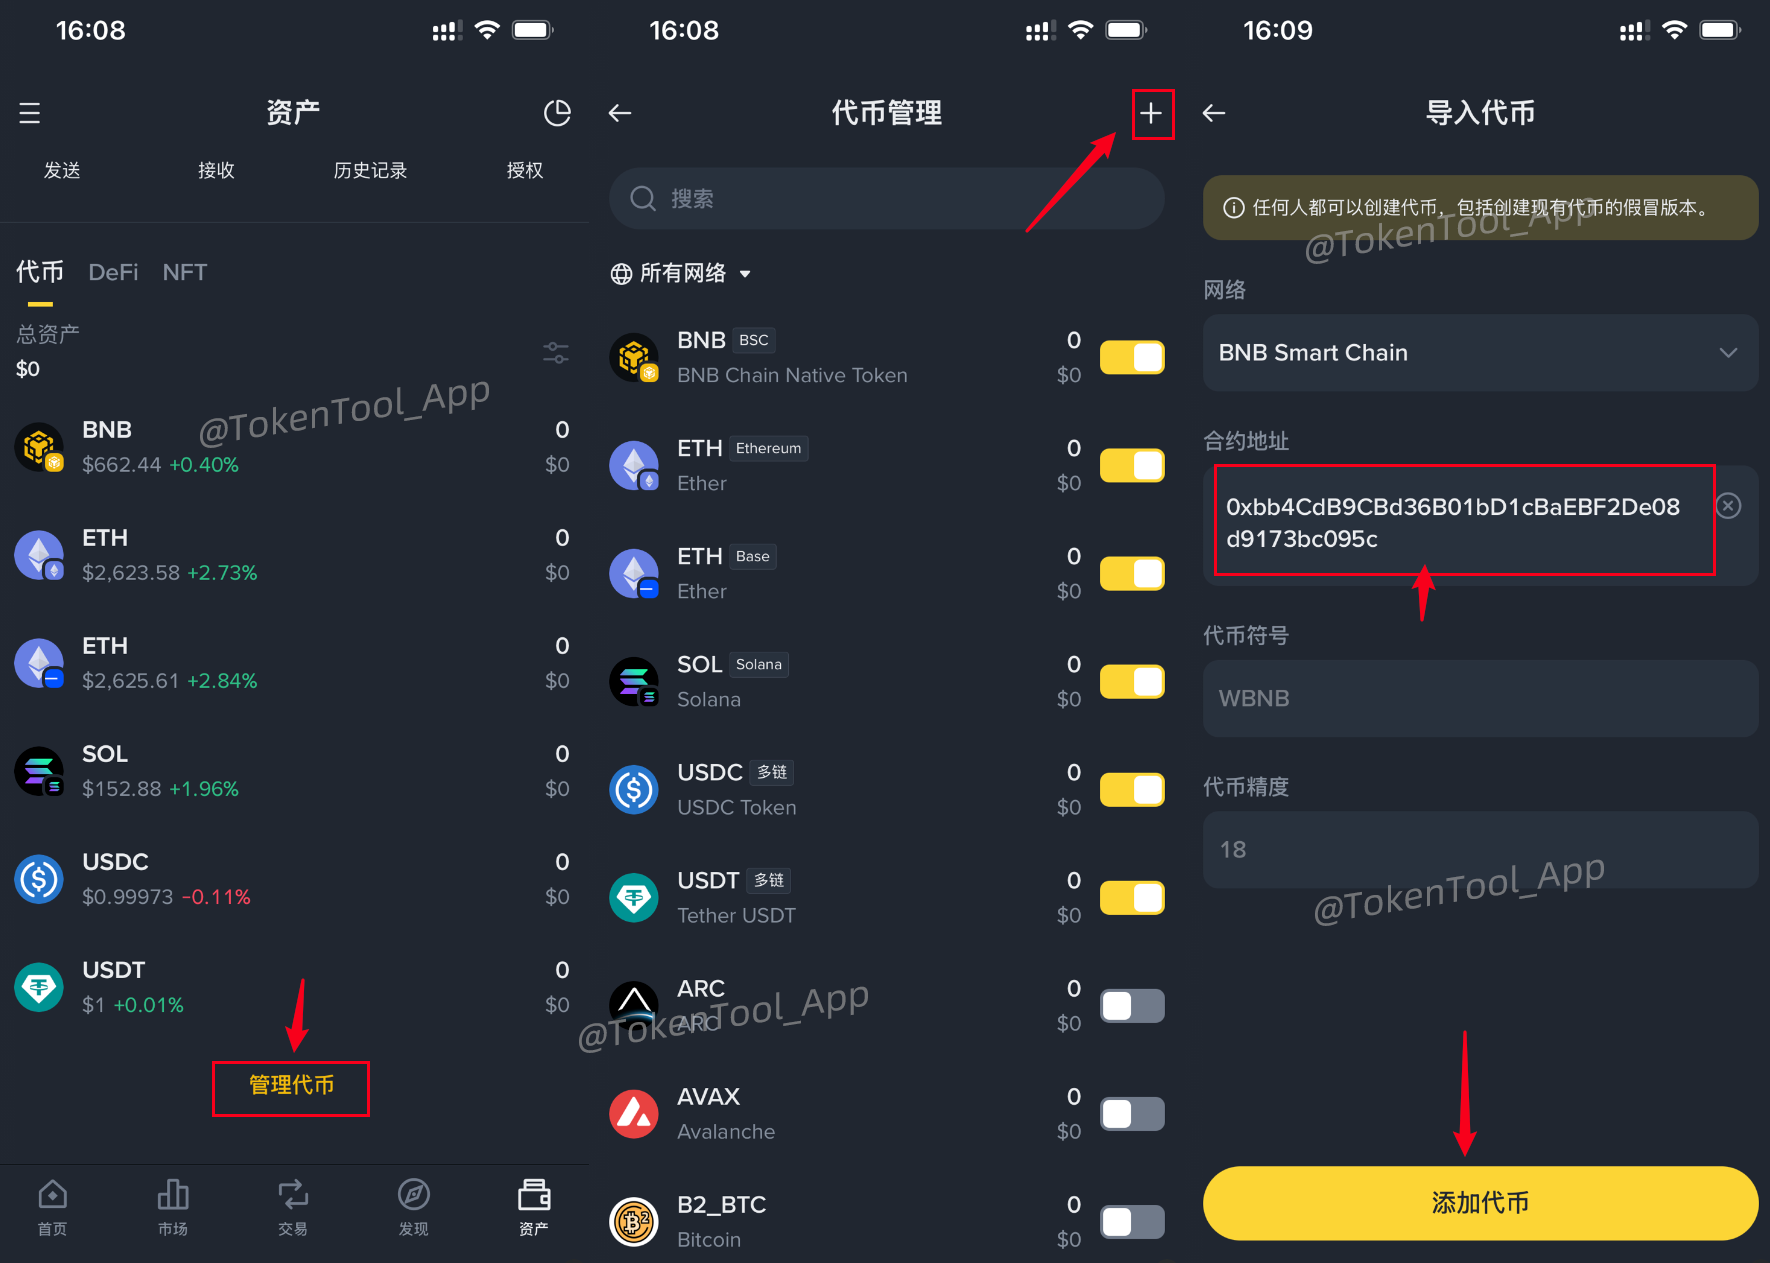 16:08
资产
发送
接收
历史记录
授权
代币
DeFi
NFT
总资产
$0
BNB
0
$662.44 +0.40%
$0
ETH
0
$2,623.58 +2.73%
$0
ETH
0
$2,625.61 +2.84%
$0
SOL
0
$152.88 +1.96%
$0
USDC
0
$0.99973 -0.11%
$0
USDT
0
$1 +0.01%
$0
管理代币
首页
市场
交易
发现
资产
@TokenTool_App
16:08
代币管理
搜索
所有网络
BNB BSC
0
BNB Chain Native Token
$0
ETH Ethereum
0
Ether
$0
ETH Base
0
Ether
$0
SOL Solana
0
Solana
$0
USDC 多链
0
USDC Token
$0
USDT 多链
0
Tether USDT
$0
ARC
0
ARC
$0
AVAX
0
Avalanche
$0
B2_BTC
0
Bitcoin
$0
@TokenTool_App
16:09
导入代币
任何人都可以创建代币，包括创建现有代币的假冒版本。
@TokenTool_App
网络
BNB Smart Chain
合约地址
0xbb4CdB9CBd36B01bD1cBaEBF2De08
d9173bc095c
代币符号
WBNB
代币精度
18
@TokenTool_App
添加代币